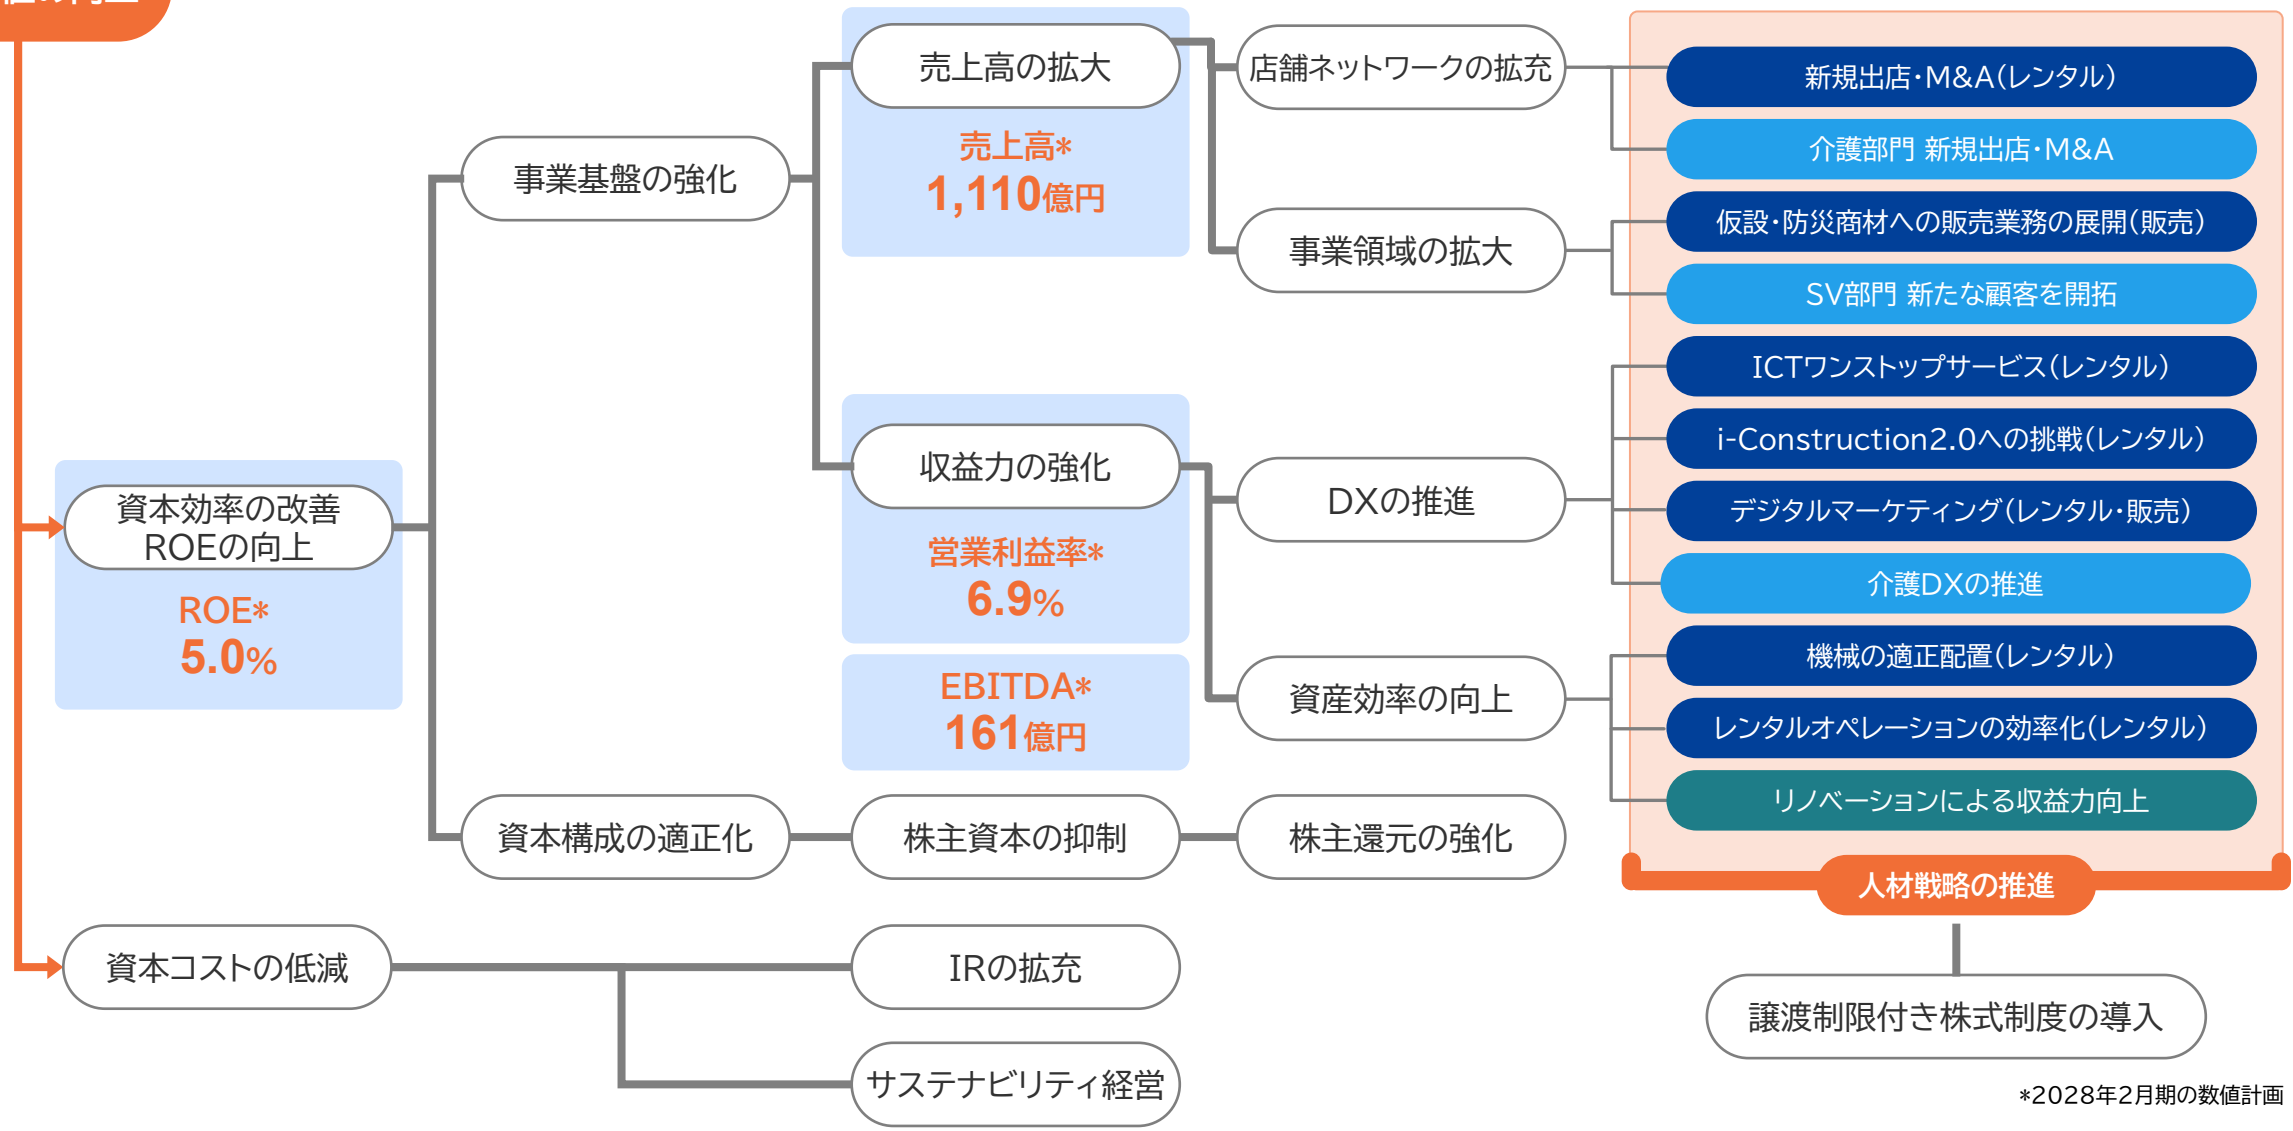 売上高の拡大
売上高*
1,110億円
店舗ネットワークの拡充
新規出店・M&A(レンタル)
介護部門 新規出店・M&A
事業基盤の強化
事業領域の拡大
仮設・防災商材への販売業務の展開(販売)
SV部門 新たな顧客を開拓
収益力の強化
営業利益率*
6.9%
EBITDA*
161億円
DXの推進
ICTワンストップサービス(レンタル)
i-Construction2.0への挑戦(レンタル)
デジタルマーケティング(レンタル・販売)
介護DXの推進
資本効率の改善
ROEの向上
ROE*
5.0%
資産効率の向上
機械の適正配置(レンタル)
レンタルオペレーションの効率化(レンタル)
リノベーションによる収益力向上
資本構成の適正化
株主資本の抑制
株主還元の強化
人材戦略の推進
資本コストの低減
IRの拡充
譲渡制限付き株式制度の導入
サステナビリティ経営
*2028年2月期の数値計画